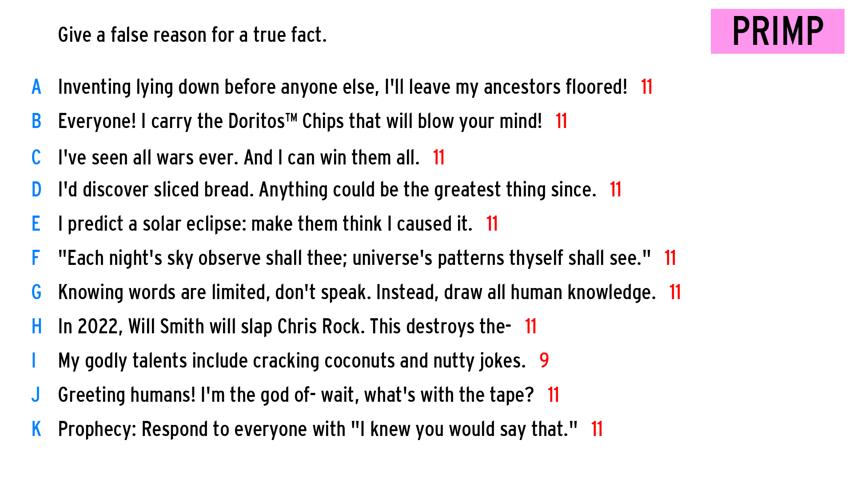 Give a false reason for a true fact.
PRIMP
A Inventing lying down before anyone else, I'll leave my ancestors floored! 11
B Everyone! I carry the Doritos™ Chips that will blow your mind! 11
C I've seen all wars ever. And I can win them all. 11
D I'd discover sliced bread. Anything could be the greatest thing since. 11
E I predict a solar eclipse: make them think I caused it. 11
F "Each night's sky observe shall thee; universe's patterns thyself shall see." 11
G Knowing words are limited, don't speak. Instead, draw all human knowledge. 11
H In 2022, Will Smith will slap Chris Rock. This destroys the- 11
I My godly talents include cracking coconuts and nutty jokes. 9
J Greeting humans! I'm the god of- wait, what's with the tape? 11
K Prophecy: Respond to everyone with "I knew you would say that." 11